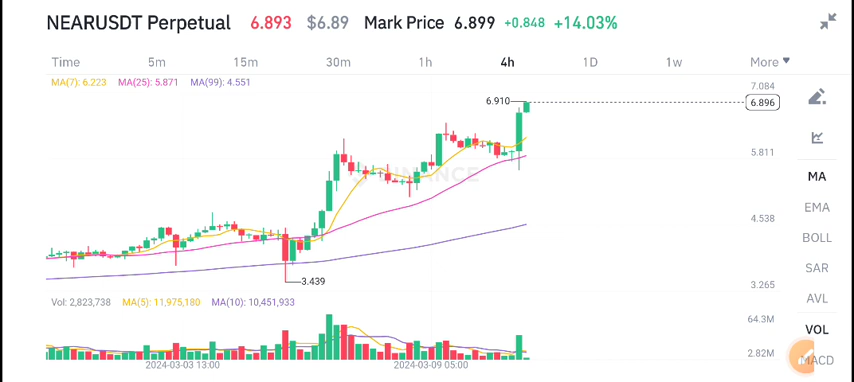 NEARUSDT Perpetual 6.893 $6.89 Mark Price 6.899 +0.848 +14.03%
Time 5m 15m 30m 1h 4h 1D 1w More
MA(7): 6.223 MA(25): 5.871 MA(99): 4.551
7.084
6.910
6.896
5.811
BINANCE
MA
EMA
4.538
BOLL
SAR
3.439
3.265
AVL
Vol: 2,823,738 MA(5): 11,975,180 MA(10): 10,451,933
64.3M
VOL
2.82M
MACD
2024-03-03 13:00 2024-03-09 05:00